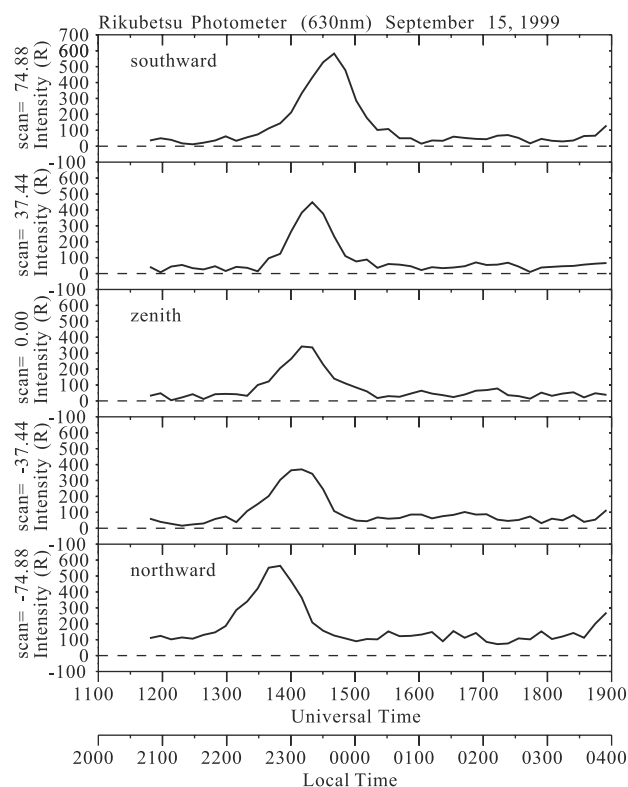 Rikubetsu Photometer (630nm) September 15, 1999
scan= 74.88
Intensity (R)
700
600
500
400
300
200
100
0
-100
southward
scan= 37.44
Intensity (R)
600
500
400
300
200
100
0
-100
scan= 0.00
Intensity (R)
600
500
400
300
200
100
0
-100
zenith
scan= -37.44
Intensity (R)
600
500
400
300
200
100
0
-100
scan= -74.88
Intensity (R)
600
500
400
300
200
100
0
-100
northward
1100 1200 1300 1400 1500 1600 1700 1800 1900
Universal Time
2000 2100 2200 2300 0000 0100 0200 0300 0400
Local Time